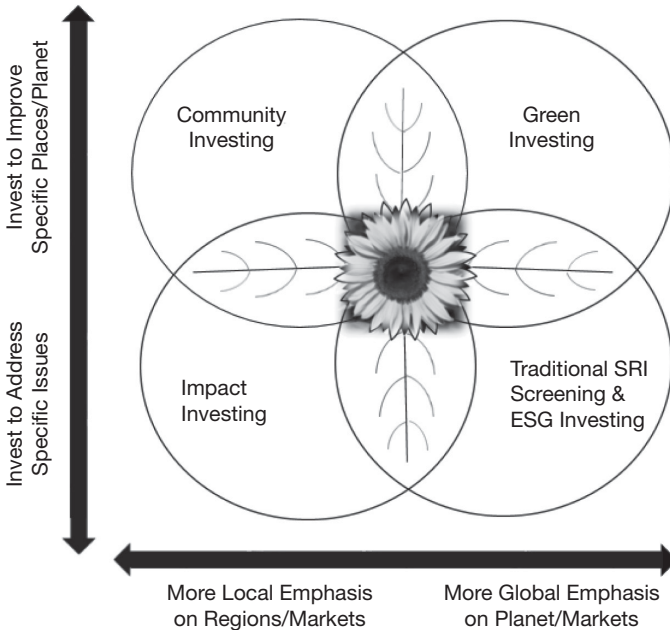 Invest to Improve
Specific Places/Planet
Community
Investing
Green
Investing
Invest to Address
Specific Issues
Impact
Investing
Traditional SRI
Screening &
ESG Investing
More Local Emphasis
on Regions/Markets
More Global Emphasis
on Planet/Markets